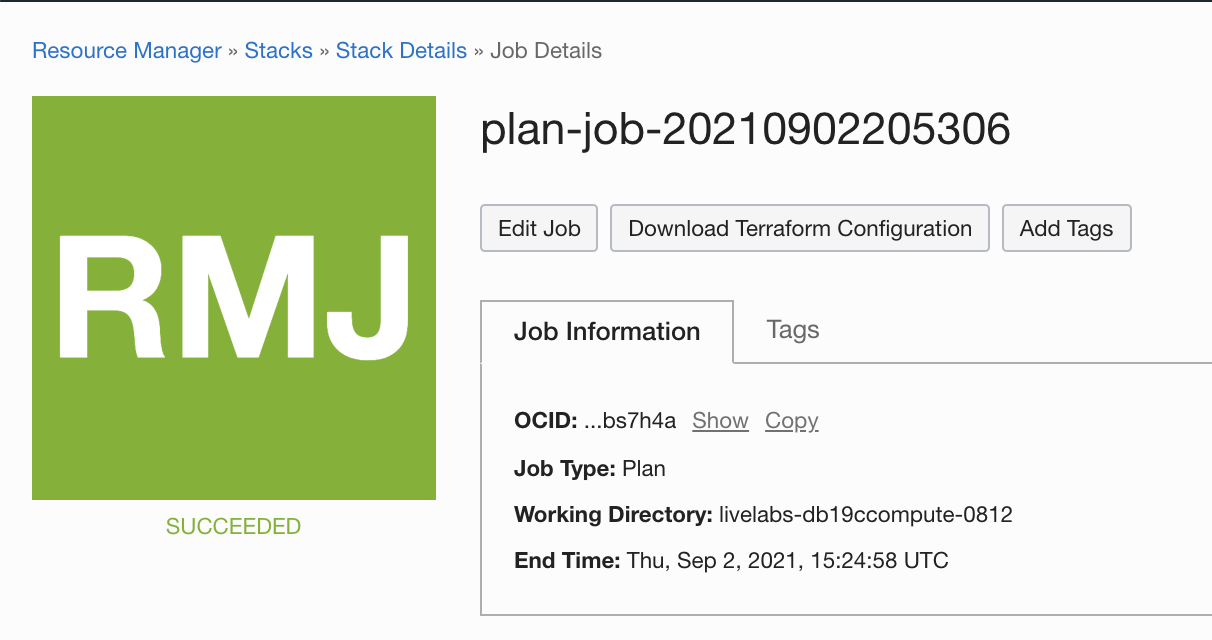 Resource Manager » Stacks » Stack Details » Job Details
RMJ
SUCCEEDED
plan-job-20210902205306
Edit Job Download Terraform Configuration Add Tags
Job Information Tags
OCID: ...bs7h4a Show Copy
Job Type: Plan
Working Directory: livelabs-db19ccompute-0812
End Time: Thu, Sep 2, 2021, 15:24:58 UTC